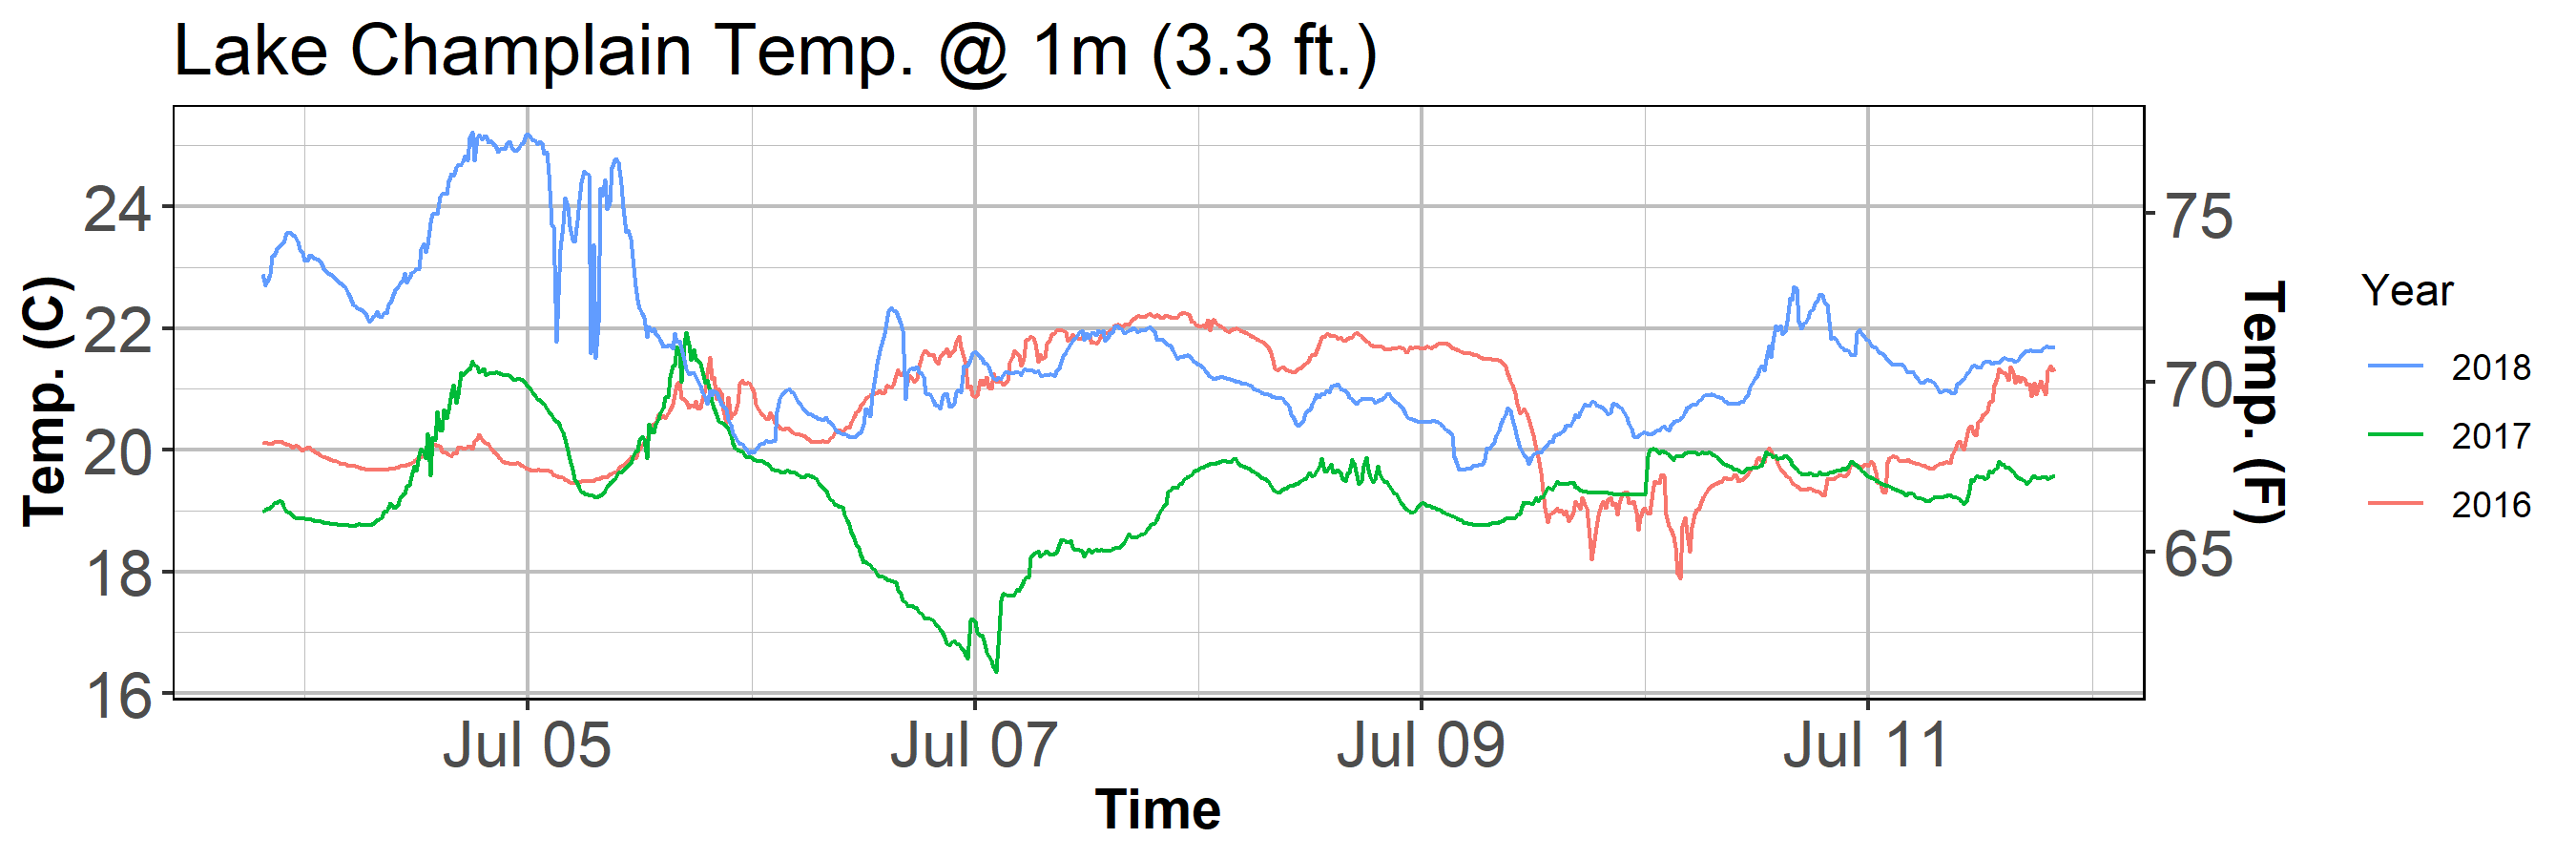 Lake Champlain Temp. @ 1m (3.3 ft.)
Temp. (C)
24
22
20
18
16
75
70
65
Temp. (F)
Jul 05
Jul 07
Jul 09
Jul 11
Time
Year
2018
2017
2016